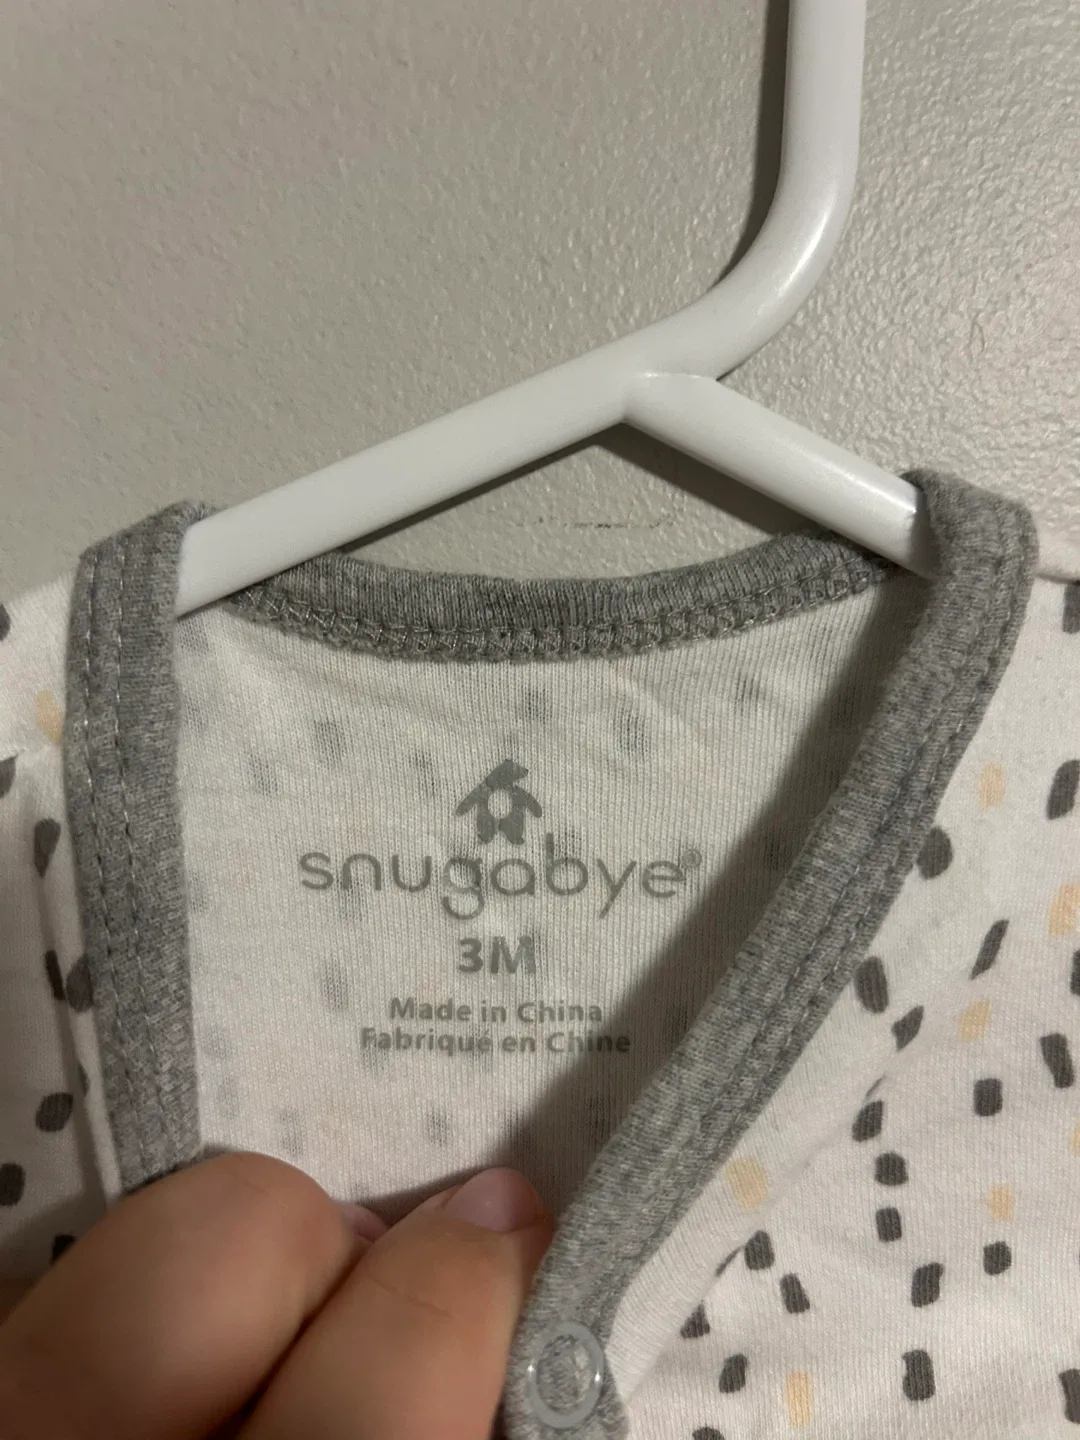 snugabye®
3M
Made in China
Fabriqué en Chine